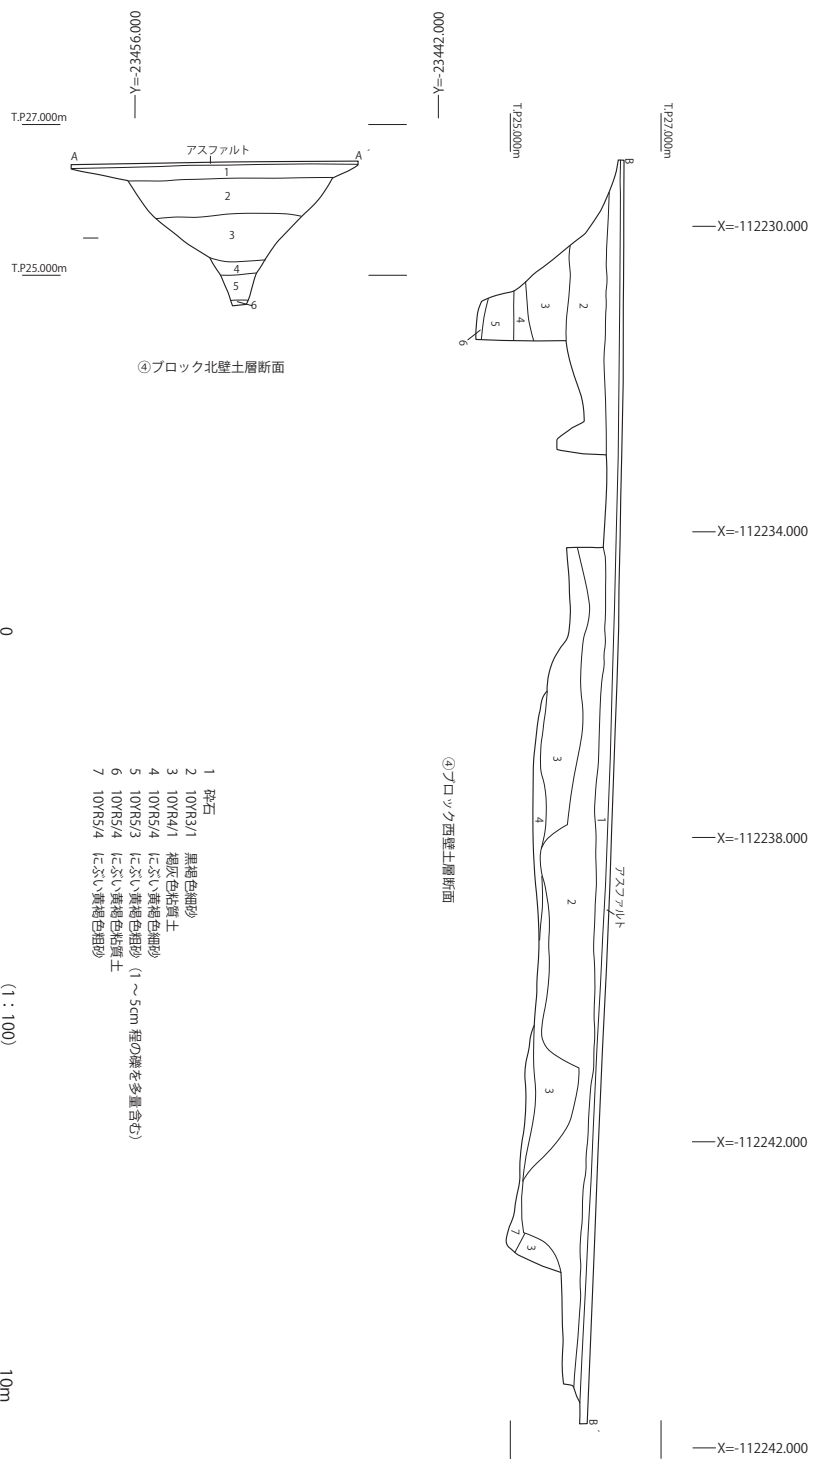 Y=-23456.000
Y=-23442.000
T.P27.000m
T.P25.000m
A
アスファルト
A´
1
2
3
4
5
6
④ブロック北壁土層断面
T.P25.000m
T.P27.000m
B
X=-112230.000
2
3
4
5
6
X=-112234.000
3
4
1
X=-112238.000
アスファルト
2
3
X=-112242.000
7
3
B´
X=-112242.000
④ブロック西壁土層断面
1 砕石
2 10YR3/1 黒褐色細砂
3 10YR4/1 褐灰色粘質土
4 10YR5/4 にぶい黄褐色細砂
5 10YR5/3 にぶい黄褐色粗砂（1～5cm 程の礫を多量含む）
6 10YR5/4 にぶい黄褐色粘質土
7 10YR5/4 にぶい黄褐色粗砂
0
（1：100）
10m